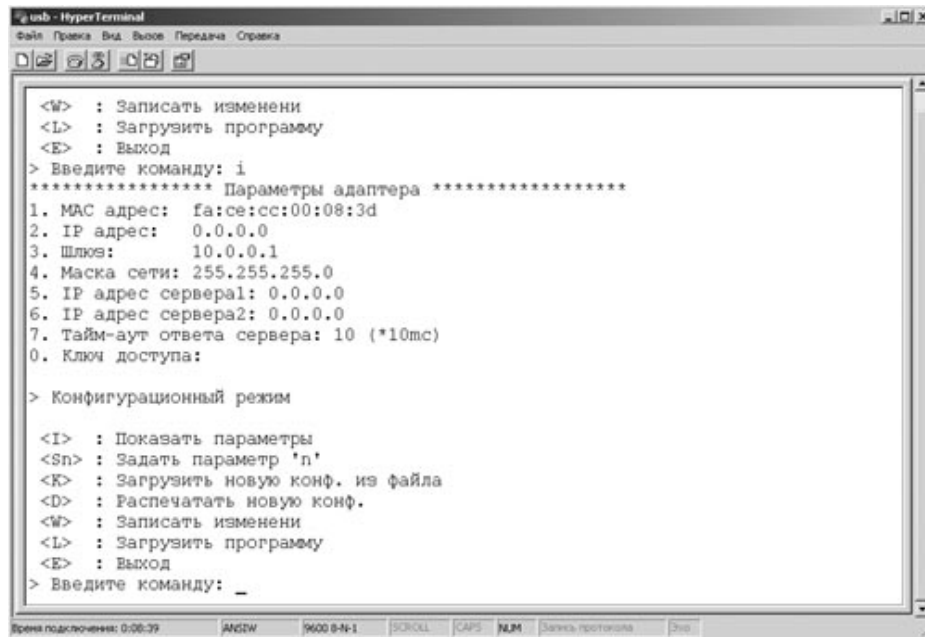 usb - HyperTerminal
Файл Правка Вид Вызов Передача Справка
<W> : Записать изменени
<L> : Загрузить программу
<E> : Выход
> Введите команду: i
***************** Параметры адаптера ******************
1. MAC адрес: fa:ce:cc:00:08:3d
2. IP адрес: 0.0.0.0
3. Шлюз: 10.0.0.1
4. Маска сети: 255.255.255.0
5. IP адрес сервера1: 0.0.0.0
6. IP адрес сервера2: 0.0.0.0
7. Тайм-аут ответа сервера: 10 (*10mc)
0. Ключ доступа:
> Конфигурационный режим
<I> : Показать параметры
<Sn> : Задать параметр 'n'
<K> : Загрузить новую конф. из файла
<D> : Распечатать новую конф.
<W> : Записать изменени
<L> : Загрузить программу
<E> : Выход
> Введите команду: _
Время подключения: 0:08:39 ANSIW 9600 8-N-1 SCROLL CAPS NUM Запись протокола Эхо